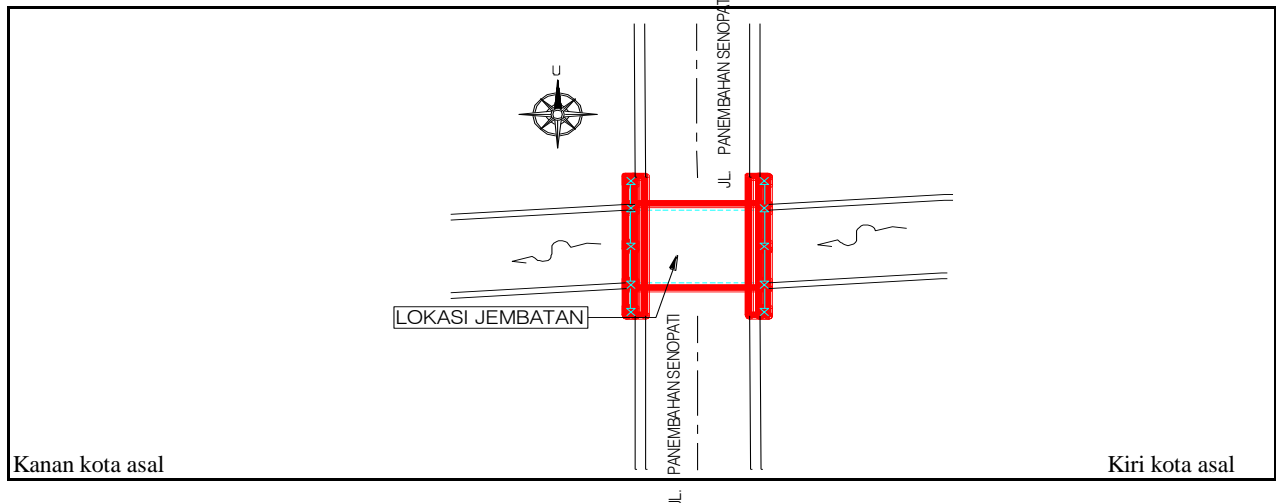 JL. PANEMBAHAN SENOPATI
U
LOKASI JEMBATAN
JL. PANEMBAHAN SENOPATI
Kanan kota asal
Kiri kota asal